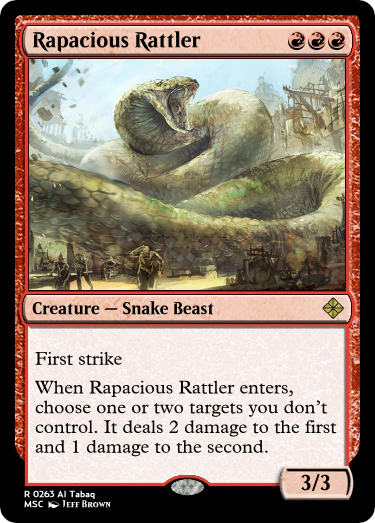 Rapacious Rattler
Creature — Snake Beast
First strike
When Rapacious Rattler enters,
choose one or two targets you don't
control. It deals 2 damage to the first
and 1 damage to the second.
3/3
R 0263 Al Tabaq
MSC Jeff Brown